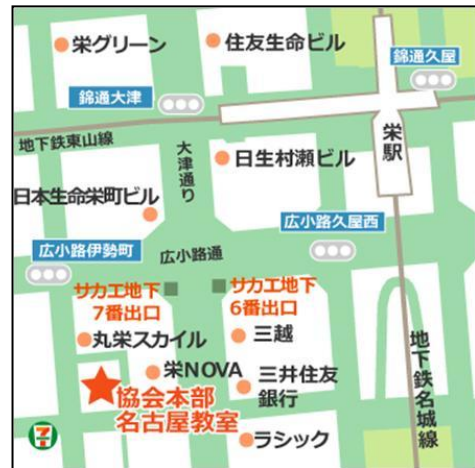 栄グリーン
住友生命ビル
錦通久屋
錦通大津
地下鉄東山線
大津通り
日生村瀬ビル
栄駅
日本生命栄町ビル
広小路久屋西
広小路伊勢町
広小路通
サカエ地下
7番出口
サカエ地下
6番出口
丸栄スカイル
三越
地下鉄名城線
栄NOVA
三井住友
銀行
協会本部
名古屋教室
ラシック
7